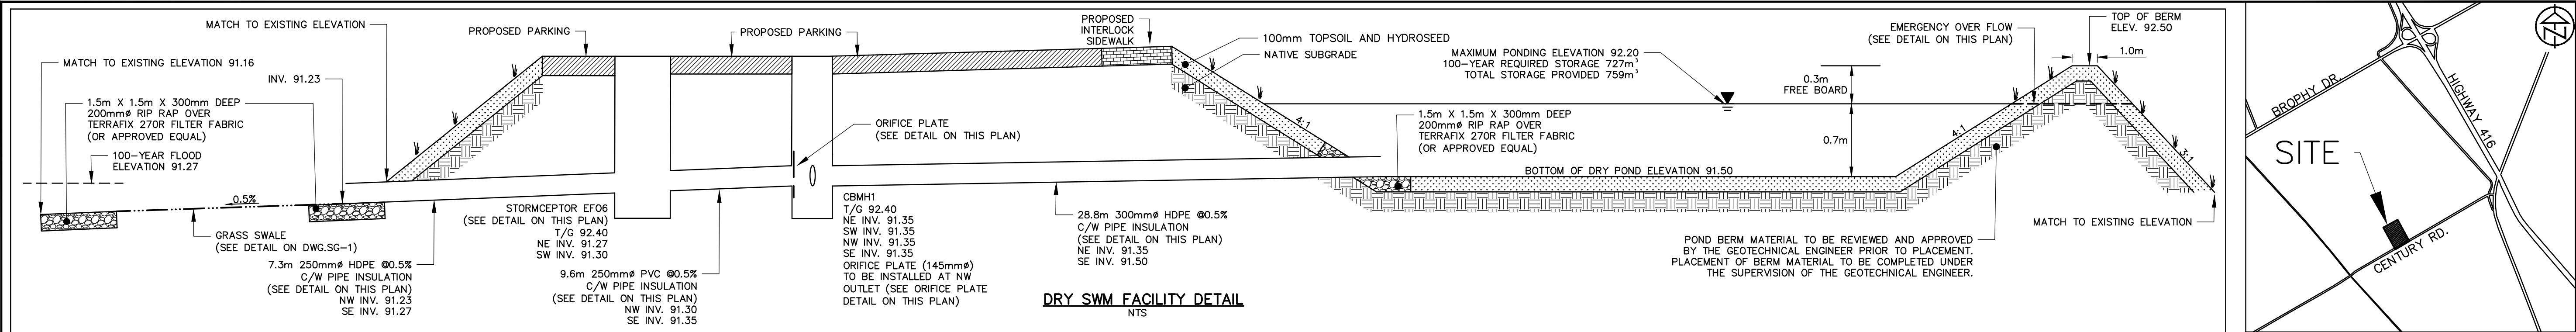 MATCH TO EXISTING ELEVATION
MATCH TO EXISTING ELEVATION 91.16
INV. 91.23
1.5m X 1.5m X 300mm DEEP
200mmø RIP RAP OVER
TERRAFIX 270R FILTER FABRIC
(OR APPROVED EQUAL)
100-YEAR FLOOD
ELEVATION 91.27
0.5%
GRASS SWALE
(SEE DETAIL ON DWG.SG-1)
7.3m 250mmø HDPE @0.5%
C/W PIPE INSULATION
(SEE DETAIL ON THIS PLAN)
NW INV. 91.23
SE INV. 91.27
PROPOSED PARKING
PROPOSED PARKING
STORMCEPTOR EFO6
(SEE DETAIL ON THIS PLAN)
T/G 92.40
NE INV. 91.27
SW INV. 91.30
9.6m 250mmø PVC @0.5%
C/W PIPE INSULATION
(SEE DETAIL ON THIS PLAN)
NW INV. 91.30
SE INV. 91.35
ORIFICE PLATE
(SEE DETAIL ON THIS PLAN)
CBMH1
T/G 92.40
NE INV. 91.35
SW INV. 91.35
NW INV. 91.35
SE INV. 91.35
ORIFICE PLATE (145mmø)
TO BE INSTALLED AT NW
OUTLET (SEE ORIFICE PLATE
DETAIL ON THIS PLAN)
PROPOSED
INTERLOCK
SIDEWALK
100mm TOPSOIL AND HYDROSEED
NATIVE SUBGRADE
4:1
28.8m 300mmø HDPE @0.5%
C/W PIPE INSULATION
(SEE DETAIL ON THIS PLAN)
NE INV. 91.35
SE INV. 91.50
DRY SWM FACILITY DETAIL
NTS
MAXIMUM PONDING ELEVATION 92.20
100-YEAR REQUIRED STORAGE 727m³
TOTAL STORAGE PROVIDED 759m³
1.5m X 1.5m X 300mm DEEP
200mmø RIP RAP OVER
TERRAFIX 270R FILTER FABRIC
(OR APPROVED EQUAL)
BOTTOM OF DRY POND ELEVATION 91.50
0.3m
FREE BOARD
0.7m
EMERGENCY OVER FLOW
(SEE DETAIL ON THIS PLAN)
TOP OF BERM
ELEV. 92.50
1.0m
4:1
3:1
MATCH TO EXISTING ELEVATION
POND BERM MATERIAL TO BE REVIEWED AND APPROVED
BY THE GEOTECHNICAL ENGINEER PRIOR TO PLACEMENT.
PLACEMENT OF BERM MATERIAL TO BE COMPLETED UNDER
THE SUPERVISION OF THE GEOTECHNICAL ENGINEER.
BROPHY DR.
HIGHWAY 416
SITE
CENTURY RD.
N